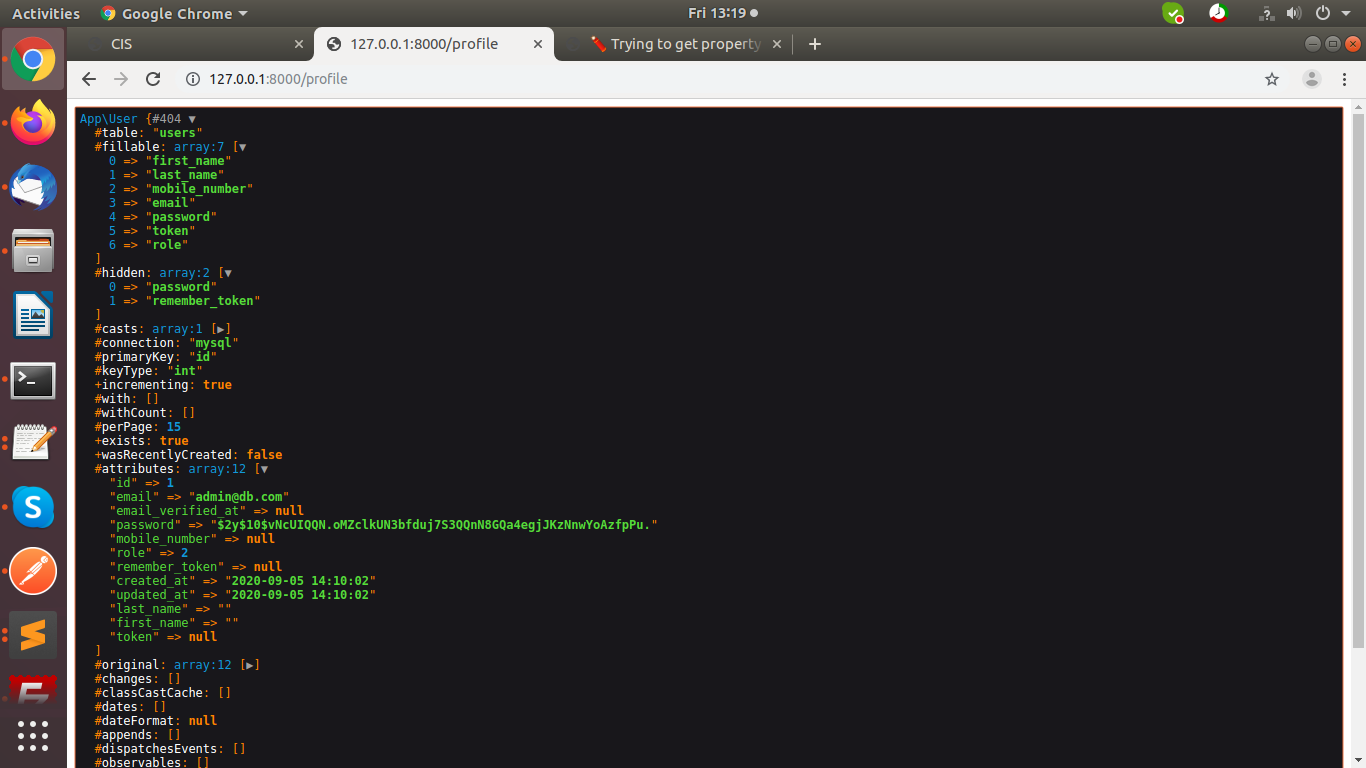 Activities
Google Chrome
Fri 13:19
CIS
127.0.0.1:8000/profile
Trying to get property
127.0.0.1:8000/profile
App\User {#404 ▼
#table: "users"
#fillable: array:7 [▼
0 => "first_name"
1 => "last_name"
2 => "mobile_number"
3 => "email"
4 => "password"
5 => "token"
6 => "role"
]
#hidden: array:2 [▼
0 => "password"
1 => "remember_token"
]
#casts: array:1 [▶]
#connection: "mysql"
#primaryKey: "id"
#keyType: "int"
+incrementing: true
#with: []
#withCount: []
#perPage: 15
+exists: true
+wasRecentlyCreated: false
#attributes: array:12 [▼
"id" => 1
"email" => "admin@db.com"
"email_verified_at" => null
"password" => "$2y$10$vNcUIQQN.oMZclkUN3bfduj7S3QQnN8GQa4egjJKzNnwYoAzfpPu."
"mobile_number" => null
"role" => 2
"remember_token" => null
"created_at" => "2020-09-05 14:10:02"
"updated_at" => "2020-09-05 14:10:02"
"last_name" => ""
"first_name" => ""
"token" => null
]
#original: array:12 [▶]
#changes: []
#classCastCache: []
#dates: []
#dateFormat: null
#appends: []
#dispatchesEvents: []
#observables: []